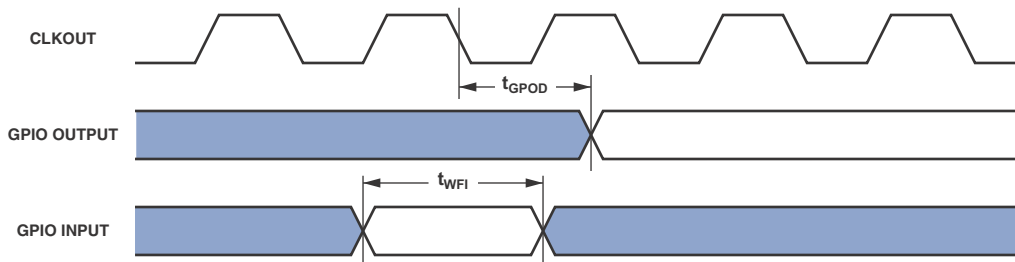 CLKOUT
tGPOD
GPIO OUTPUT
tWFI
GPIO INPUT